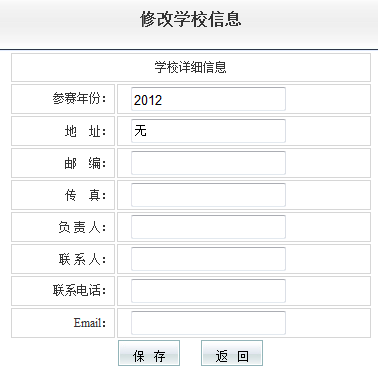 修改学校信息
学校详细信息
参赛年份： 2012
地　址： 无
邮　编：
传　真：
负 责 人：
联 系 人：
联系电话：
Email：
保 存 返 回